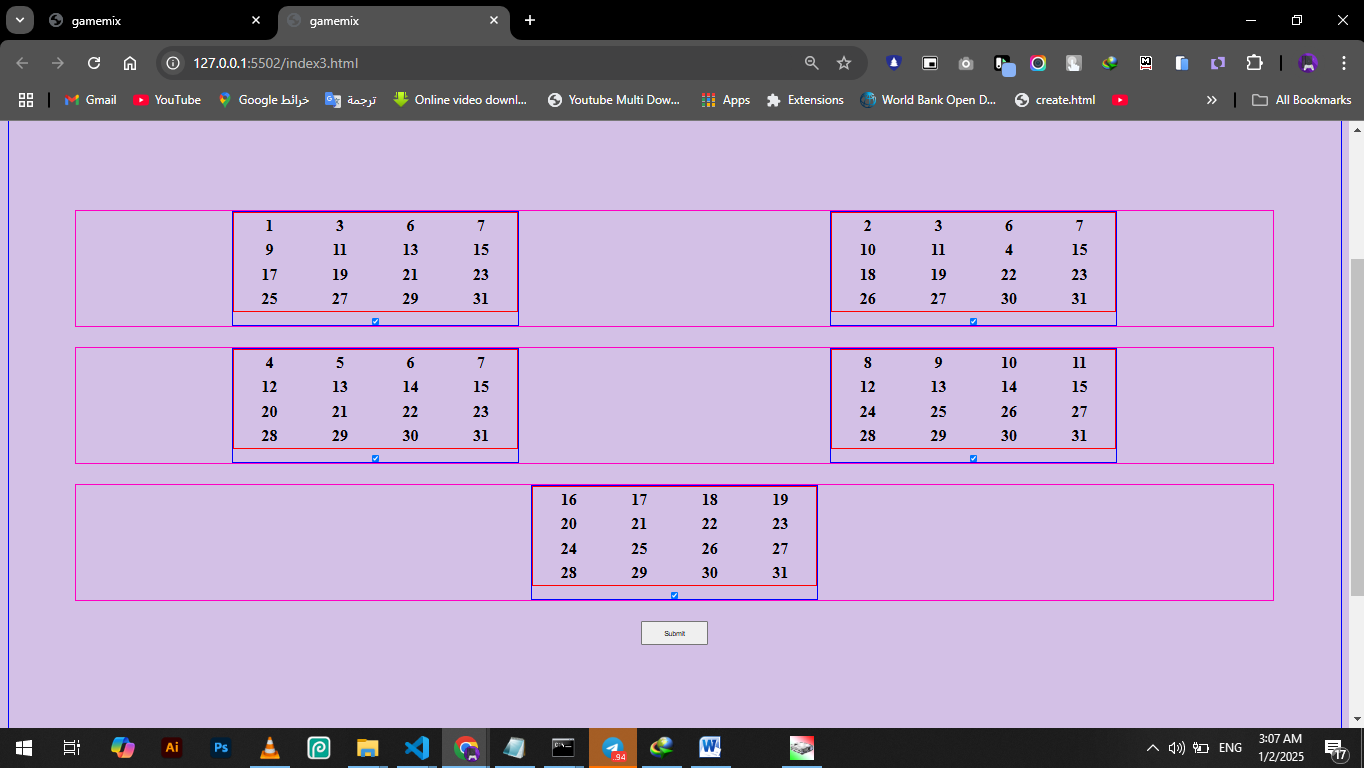 gamemix
gamemix
127.0.0.1:5502/index3.html
Gmail
YouTube
خرائط Google
ترجمة
Online video downl...
Youtube Multi Dow...
Apps
Extensions
World Bank Open D...
create.html
All Bookmarks
1 3 6 7
9 11 13 15
17 19 21 23
25 27 29 31
2 3 6 7
10 11 4 15
18 19 22 23
26 27 30 31
4 5 6 7
12 13 14 15
20 21 22 23
28 29 30 31
8 9 10 11
12 13 14 15
24 25 26 27
28 29 30 31
16 17 18 19
20 21 22 23
24 25 26 27
28 29 30 31
Submit
Ai
Ps
.94
W
ENG
3:07 AM
1/2/2025
17